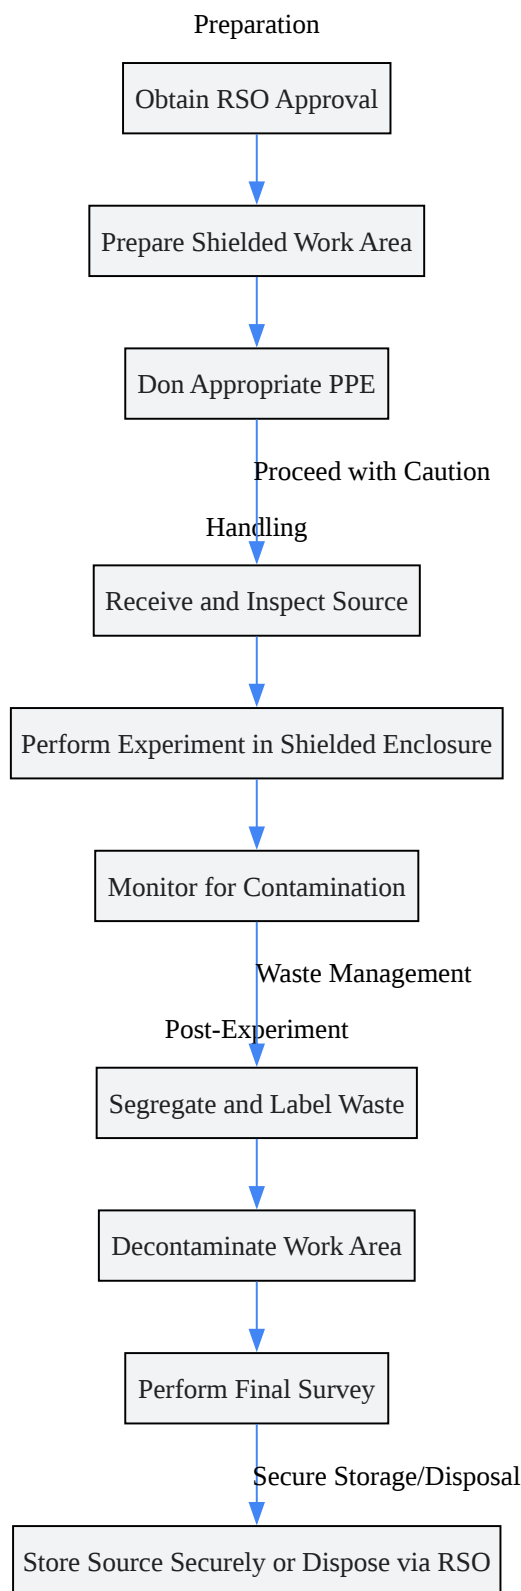 Preparation
Obtain RSO Approval
Prepare Shielded Work Area
Don Appropriate PPE
Proceed with Caution
Handling
Receive and Inspect Source
Perform Experiment in Shielded Enclosure
Monitor for Contamination
Waste Management
Post-Experiment
Segregate and Label Waste
Decontaminate Work Area
Perform Final Survey
Secure Storage/Disposal
Store Source Securely or Dispose via RSO